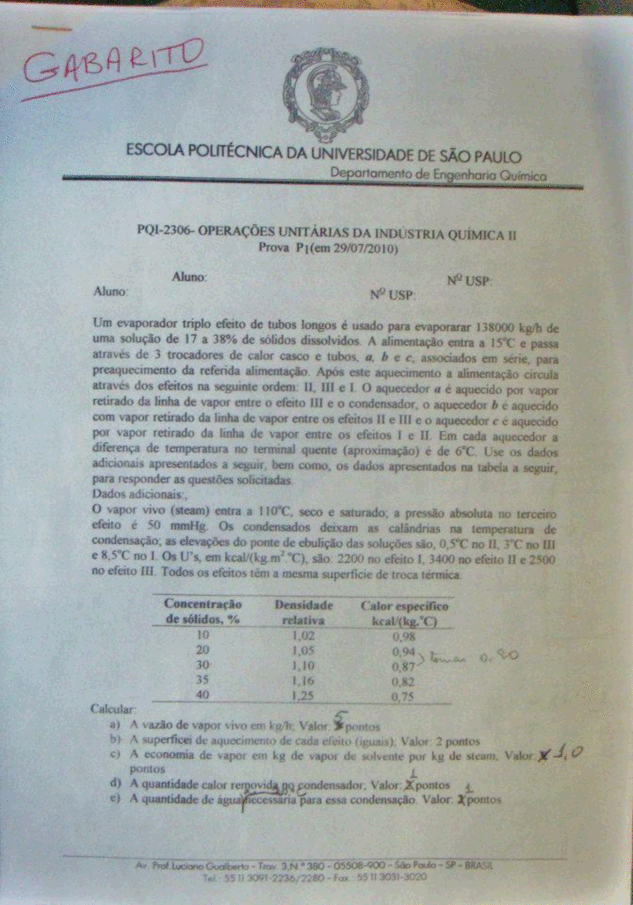 GABARITO
ESCOLA POLITÉCNICA DA UNIVERSIDADE DE SÃO PAULO
Departamento de Engenharia Química
PQI-2306- OPERAÇÕES UNITÁRIAS DA INDÚSTRIA QUÍMICA II
Prova P1(em 29/07/2010)
Aluno: Nº USP:
Aluno: Nº USP:
Um evaporador triplo efeito de tubos longos é usado para evaporarar 138000 kg/h de
uma solução de 17 a 38% de sólidos dissolvidos. A alimentação entra a 15°C e passa
através de 3 trocadores de calor casco e tubos, a, b e c, associados em série, para
preaquecimento da referida alimentação. Após este aquecimento a alimentação circula
através dos efeitos na seguinte ordem: II, III e I. O aquecedor a é aquecido por vapor
retirado da linha de vapor entre o efeito III e o condensador, o aquecedor b é aquecido
com vapor retirado da linha de vapor entre os efeitos II e III e o aquecedor c é aquecido
por vapor retirado da linha de vapor entre os efeitos I e II. Em cada aquecedor a
diferença de temperatura no terminal quente (aproximação) é de 6°C. Use os dados
adicionais apresentados a seguir, bem como, os dados apresentados na tabela a seguir,
para responder as questões solicitadas.
Dados adicionais:,
O vapor vivo (steam) entra a 110°C, seco e saturado; a pressão absoluta no terceiro
efeito é 50 mmHg. Os condensados deixam as calândrias na temperatura de
condensação; as elevações do ponte de ebulição das soluções são, 0,5°C no II, 3°C no III
e 8,5°C no I. Os U's, em kcal/(kg.m².°C), são: 2200 no efeito I, 3400 no efeito II e 2500
no efeito III. Todos os efeitos têm a mesma superfície de troca térmica.
Concentração Densidade Calor específico
de sólidos, % relativa kcal/(kg.°C)
10 1,02 0,98
20 1,05 0,94
30 1,10 0,87 tomar 0.90
35 1,16 0,82
40 1,25 0,75
Calcular:
a) A vazão de vapor vivo em kg/h; Valor: 5 pontos
b) A superficei de aquecimento de cada efeito (iguais); Valor: 2 pontos
c) A economia de vapor em kg de vapor de solvente por kg de steam, Valor: 1,0
pontos
d) A quantidade calor removida no condensador; Valor: 1 pontos
e) A quantidade de água necessária para essa condensação. Valor: 1 pontos
Av. Prof. Luciano Gualberto - Trav. 3,N.º 380 - 05508-900 - São Paulo - SP - BRASIL
Tel.: 55 11 3091-2236/2280 - Fax.: 55 11 3031-3020